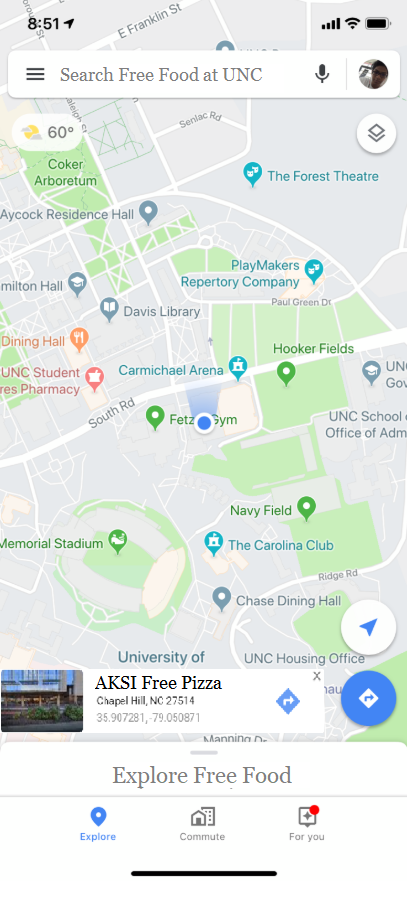 8:51
E Franklin St
Search Free Food at UNC
60°
Raleigh St
Senlac Rd
Coker
Arboretum
The Forest Theatre
Aycock Residence Hall
PlayMakers
Repertory Company
milton Hall
Paul Green Dt
Davis Library
Dining Hall
Hooker Fields
Carmichael Arena
UNC Student
res Pharmacy
UNC
Gov
South Rd
Fetz Gym
UNC School o
Office of Adm
Navy Field
Memorial Stadium
The Carolina Club
Ridge Rd
Chase Dining Hall
University of
UNC Housing Office
AKSI Free Pizza
X
Chapel Hill, NC 27514
35.907281, -79.050871
Manning Dr
Explore Free Food
Explore
Commute
For you